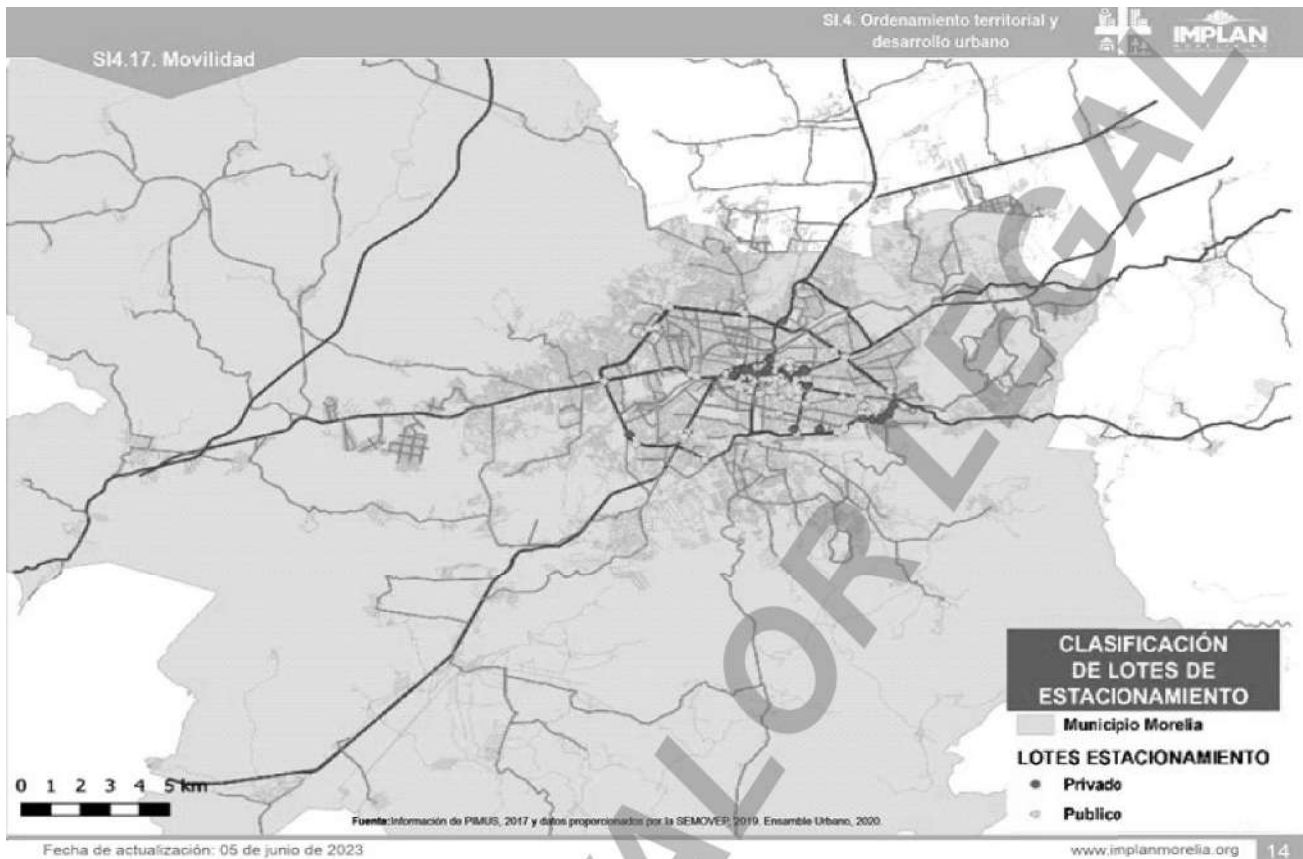 SI.4. Ordenamiento territorial y
desarrollo urbano
IMPLAN
SI4.17. Movilidad
CLASIFICACIÓN
DE LOTES DE
ESTACIONAMIENTO
Municipio Morelia
LOTES ESTACIONAMIENTO
Privado
Publico
0 1 2 3 4 5 km
Fuente:Información de PIMUS, 2017 y datos proporcionados por la SEMOVEP, 2019. Ensamble Urbano, 2020.
ALOR LEGAL
Fecha de actualización: 05 de junio de 2023
www.implanmorelia.org 14